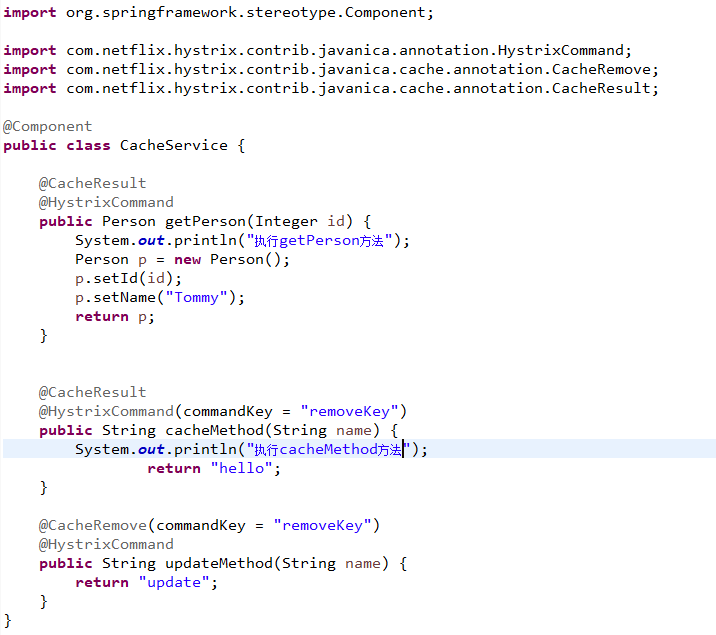 import org.springframework.stereotype.Component;
import com.netflix.hystrix.contrib.javanica.annotation.HystrixCommand;
import com.netflix.hystrix.contrib.javanica.cache.annotation.CacheRemove;
import com.netflix.hystrix.contrib.javanica.cache.annotation.CacheResult;
@Component
public class CacheService {
@CacheResult
@HystrixCommand
public Person getPerson(Integer id) {
System.out.println("执行getPerson方法");
Person p = new Person();
p.setId(id);
p.setName("Tommy");
return p;
}
@CacheResult
@HystrixCommand(commandKey = "removeKey")
public String cacheMethod(String name) {
System.out.println("执行cacheMethod方法");
return "hello";
}
@CacheRemove(commandKey = "removeKey")
@HystrixCommand
public String updateMethod(String name) {
return "update";
}
}